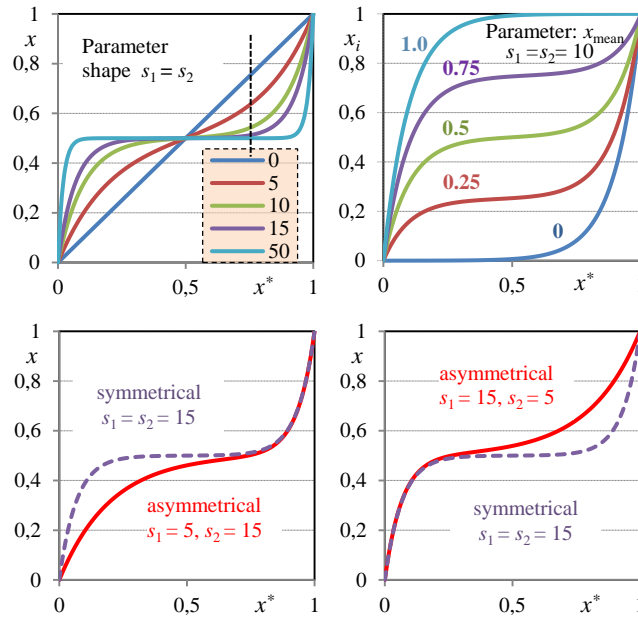 1
x
0,8
0,6
0,4
0,2
0
0
0,5
x*
1
Parameter
shape s₁ = s₂
0
5
10
15
50
1
xᵢ
0,8
0,6
0,4
0,2
0
0
0,5
x*
1
1.0
Parameter: xmean
s₁ = s₂ = 10
0.75
0.5
0.25
0
1
x
0,8
0,6
0,4
0,2
0
0
0,5
x*
1
symmetrical
s₁ = s₂ = 15
asymmetrical
s₁ = 5, s₂ = 15
1
x
0,8
0,6
0,4
0,2
0
0
0,5
x*
1
asymmetrical
s₁ = 15, s₂ = 5
symmetrical
s₁ = s₂ = 15